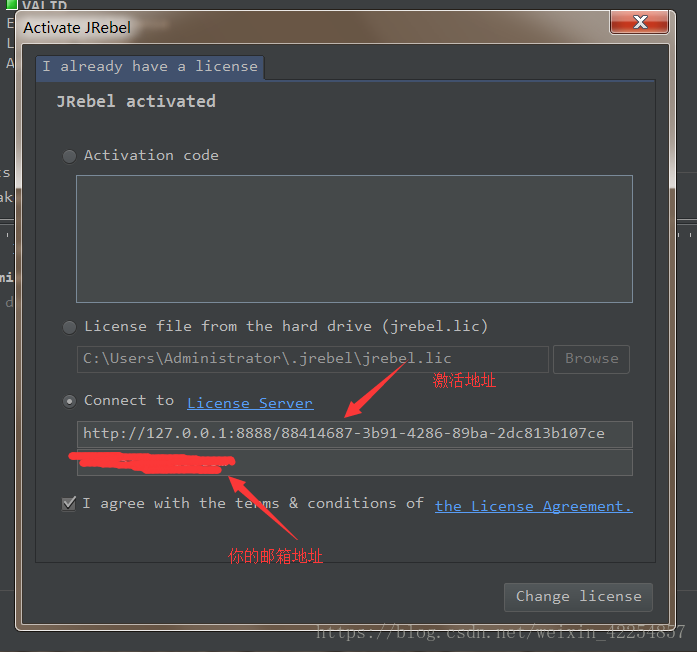 VALID
E
Activate JRebel
L
A
I already have a license
JRebel activated
Activation code
ts
ak
mi
d
License file from the hard drive (jrebel.lic)
C:\Users\Administrator\.jrebel\jrebel.lic
Browse
激活地址
Connect to License Server
http://127.0.0.1:8888/88414687-3b91-4286-89ba-2dc813b107ce
I agree with the terms & conditions of the License Agreement.
你的邮箱地址
Change license
https://blog.csdn.net/weixin_42254857